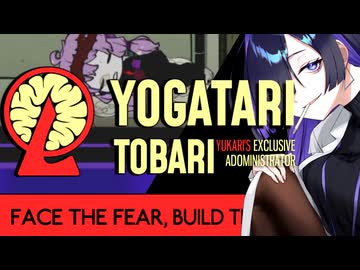 YOGATARI
TOBARI
YUKARI'S EXCLUSIVE
ADOMINISTRATOR
FACE THE FEAR, BUILD T